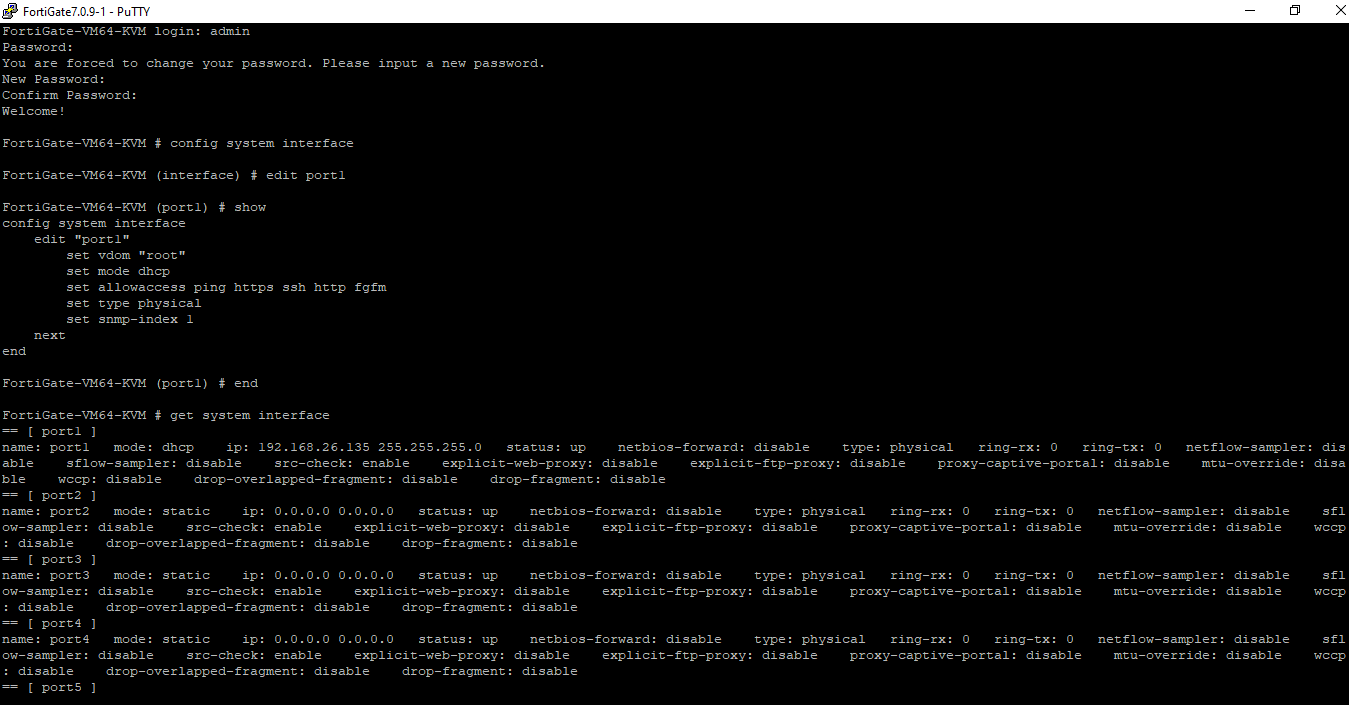 FortiGate7.0.9-1 - PuTTY
FortiGate-VM64-KVM login: admin
Password:
You are forced to change your password. Please input a new password.
New Password:
Confirm Password:
Welcome!
FortiGate-VM64-KVM # config system interface
FortiGate-VM64-KVM (interface) # edit port1
FortiGate-VM64-KVM (port1) # show
config system interface
    edit "port1"
        set vdom "root"
        set mode dhcp
        set allowaccess ping https ssh http fgfm
        set type physical
        set snmp-index 1
    next
end
FortiGate-VM64-KVM (port1) # end
FortiGate-VM64-KVM # get system interface
== [ port1 ]
name: port1   mode: dhcp    ip: 192.168.26.135 255.255.255.0   status: up    netbios-forward: disable    type: physical   ring-rx: 0   ring-tx: 0   netflow-sampler: dis
able    sflow-sampler: disable    src-check: enable    explicit-web-proxy: disable    explicit-ftp-proxy: disable    proxy-captive-portal: disable    mtu-override: disa
ble    wccp: disable    drop-overlapped-fragment: disable    drop-fragment: disable
== [ port2 ]
name: port2   mode: static    ip: 0.0.0.0 0.0.0.0   status: up    netbios-forward: disable    type: physical   ring-rx: 0   ring-tx: 0   netflow-sampler: disable    sfl
ow-sampler: disable    src-check: enable    explicit-web-proxy: disable    explicit-ftp-proxy: disable    proxy-captive-portal: disable    mtu-override: disable    wccp
: disable    drop-overlapped-fragment: disable    drop-fragment: disable
== [ port3 ]
name: port3   mode: static    ip: 0.0.0.0 0.0.0.0   status: up    netbios-forward: disable    type: physical   ring-rx: 0   ring-tx: 0   netflow-sampler: disable    sfl
ow-sampler: disable    src-check: enable    explicit-web-proxy: disable    explicit-ftp-proxy: disable    proxy-captive-portal: disable    mtu-override: disable    wccp
: disable    drop-overlapped-fragment: disable    drop-fragment: disable
== [ port4 ]
name: port4   mode: static    ip: 0.0.0.0 0.0.0.0   status: up    netbios-forward: disable    type: physical   ring-rx: 0   ring-tx: 0   netflow-sampler: disable    sfl
ow-sampler: disable    src-check: enable    explicit-web-proxy: disable    explicit-ftp-proxy: disable    proxy-captive-portal: disable    mtu-override: disable    wccp
: disable    drop-overlapped-fragment: disable    drop-fragment: disable
== [ port5 ]